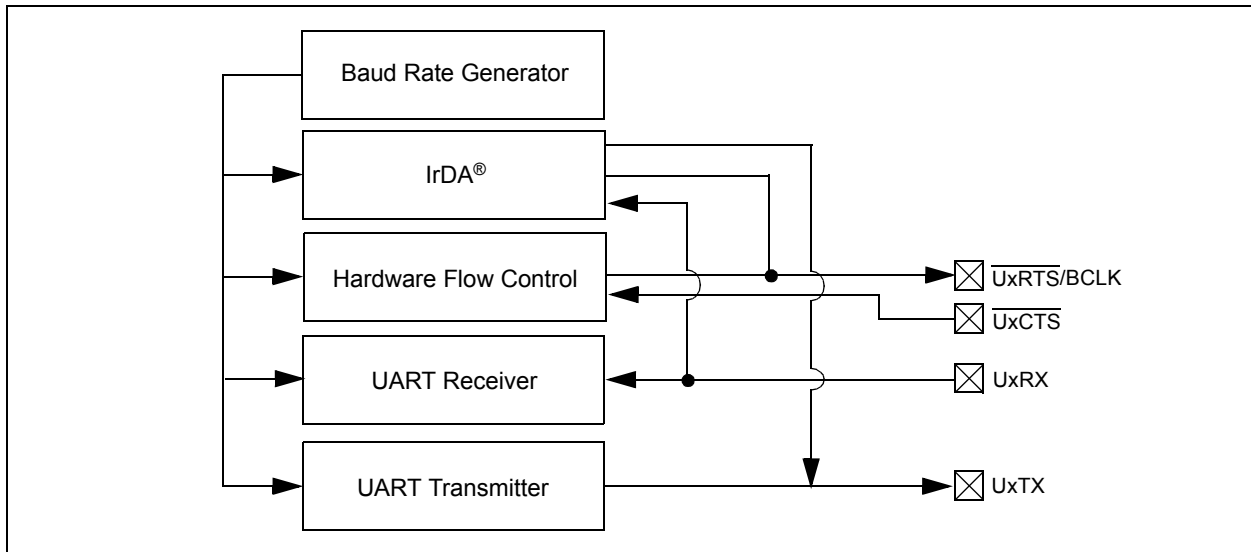 Baud Rate Generator
IrDA®
Hardware Flow Control
UxRTS/BCLK
UxCTS
UART Receiver
UxRX
UART Transmitter
UxTX